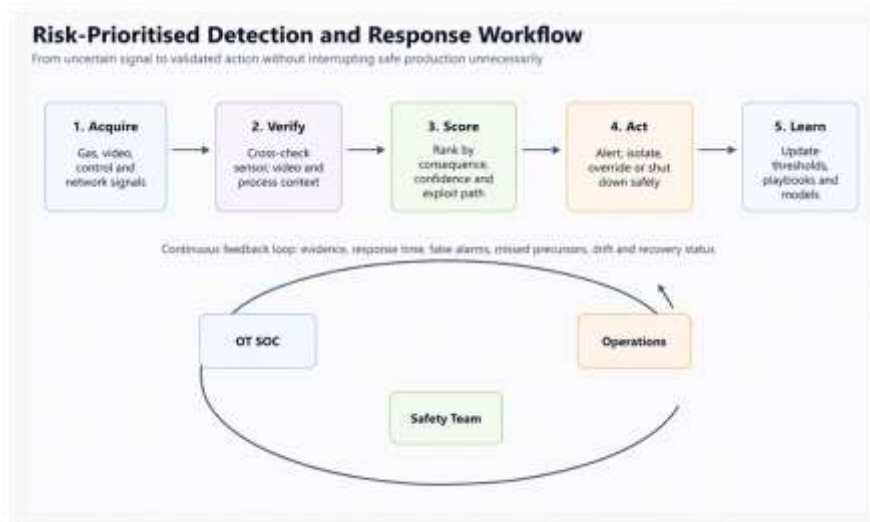 Risk-Prioritised Detection and Response Workflow
From uncertain signal to validated action without interrupting safe production unnecessarily
1. Acquire
Gas, video,
control and
network signals
2. Verify
Cross-check
sensor, video and
process context
3. Score
Rank by
consequence,
confidence and
exploit path
4. Act
Alert, isolate,
override or shut
down safely
5. Learn
Update
thresholds,
playbooks and
models
Continuous feedback loop: evidence, response time, false alarms, missed precursors, drift and recovery status
OT SOC
Operations
Safety Team